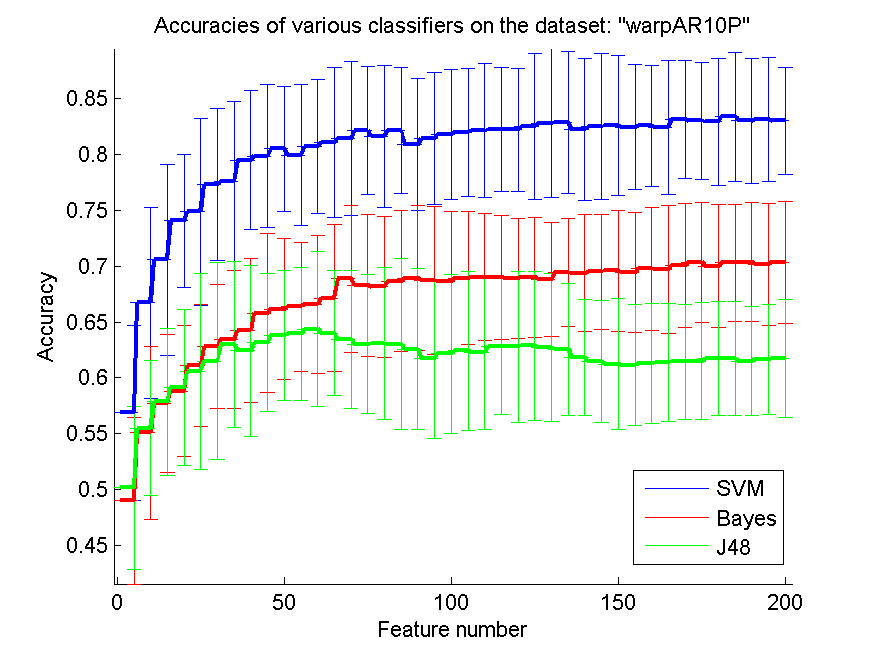 Accuracies of various classifiers on the dataset: "warpAR10P"
0.85
0.8
0.75
0.7
0.65
0.6
0.55
0.5
0.45
Accuracy
SVM
Bayes
J48
0 50 100 150 200
Feature number